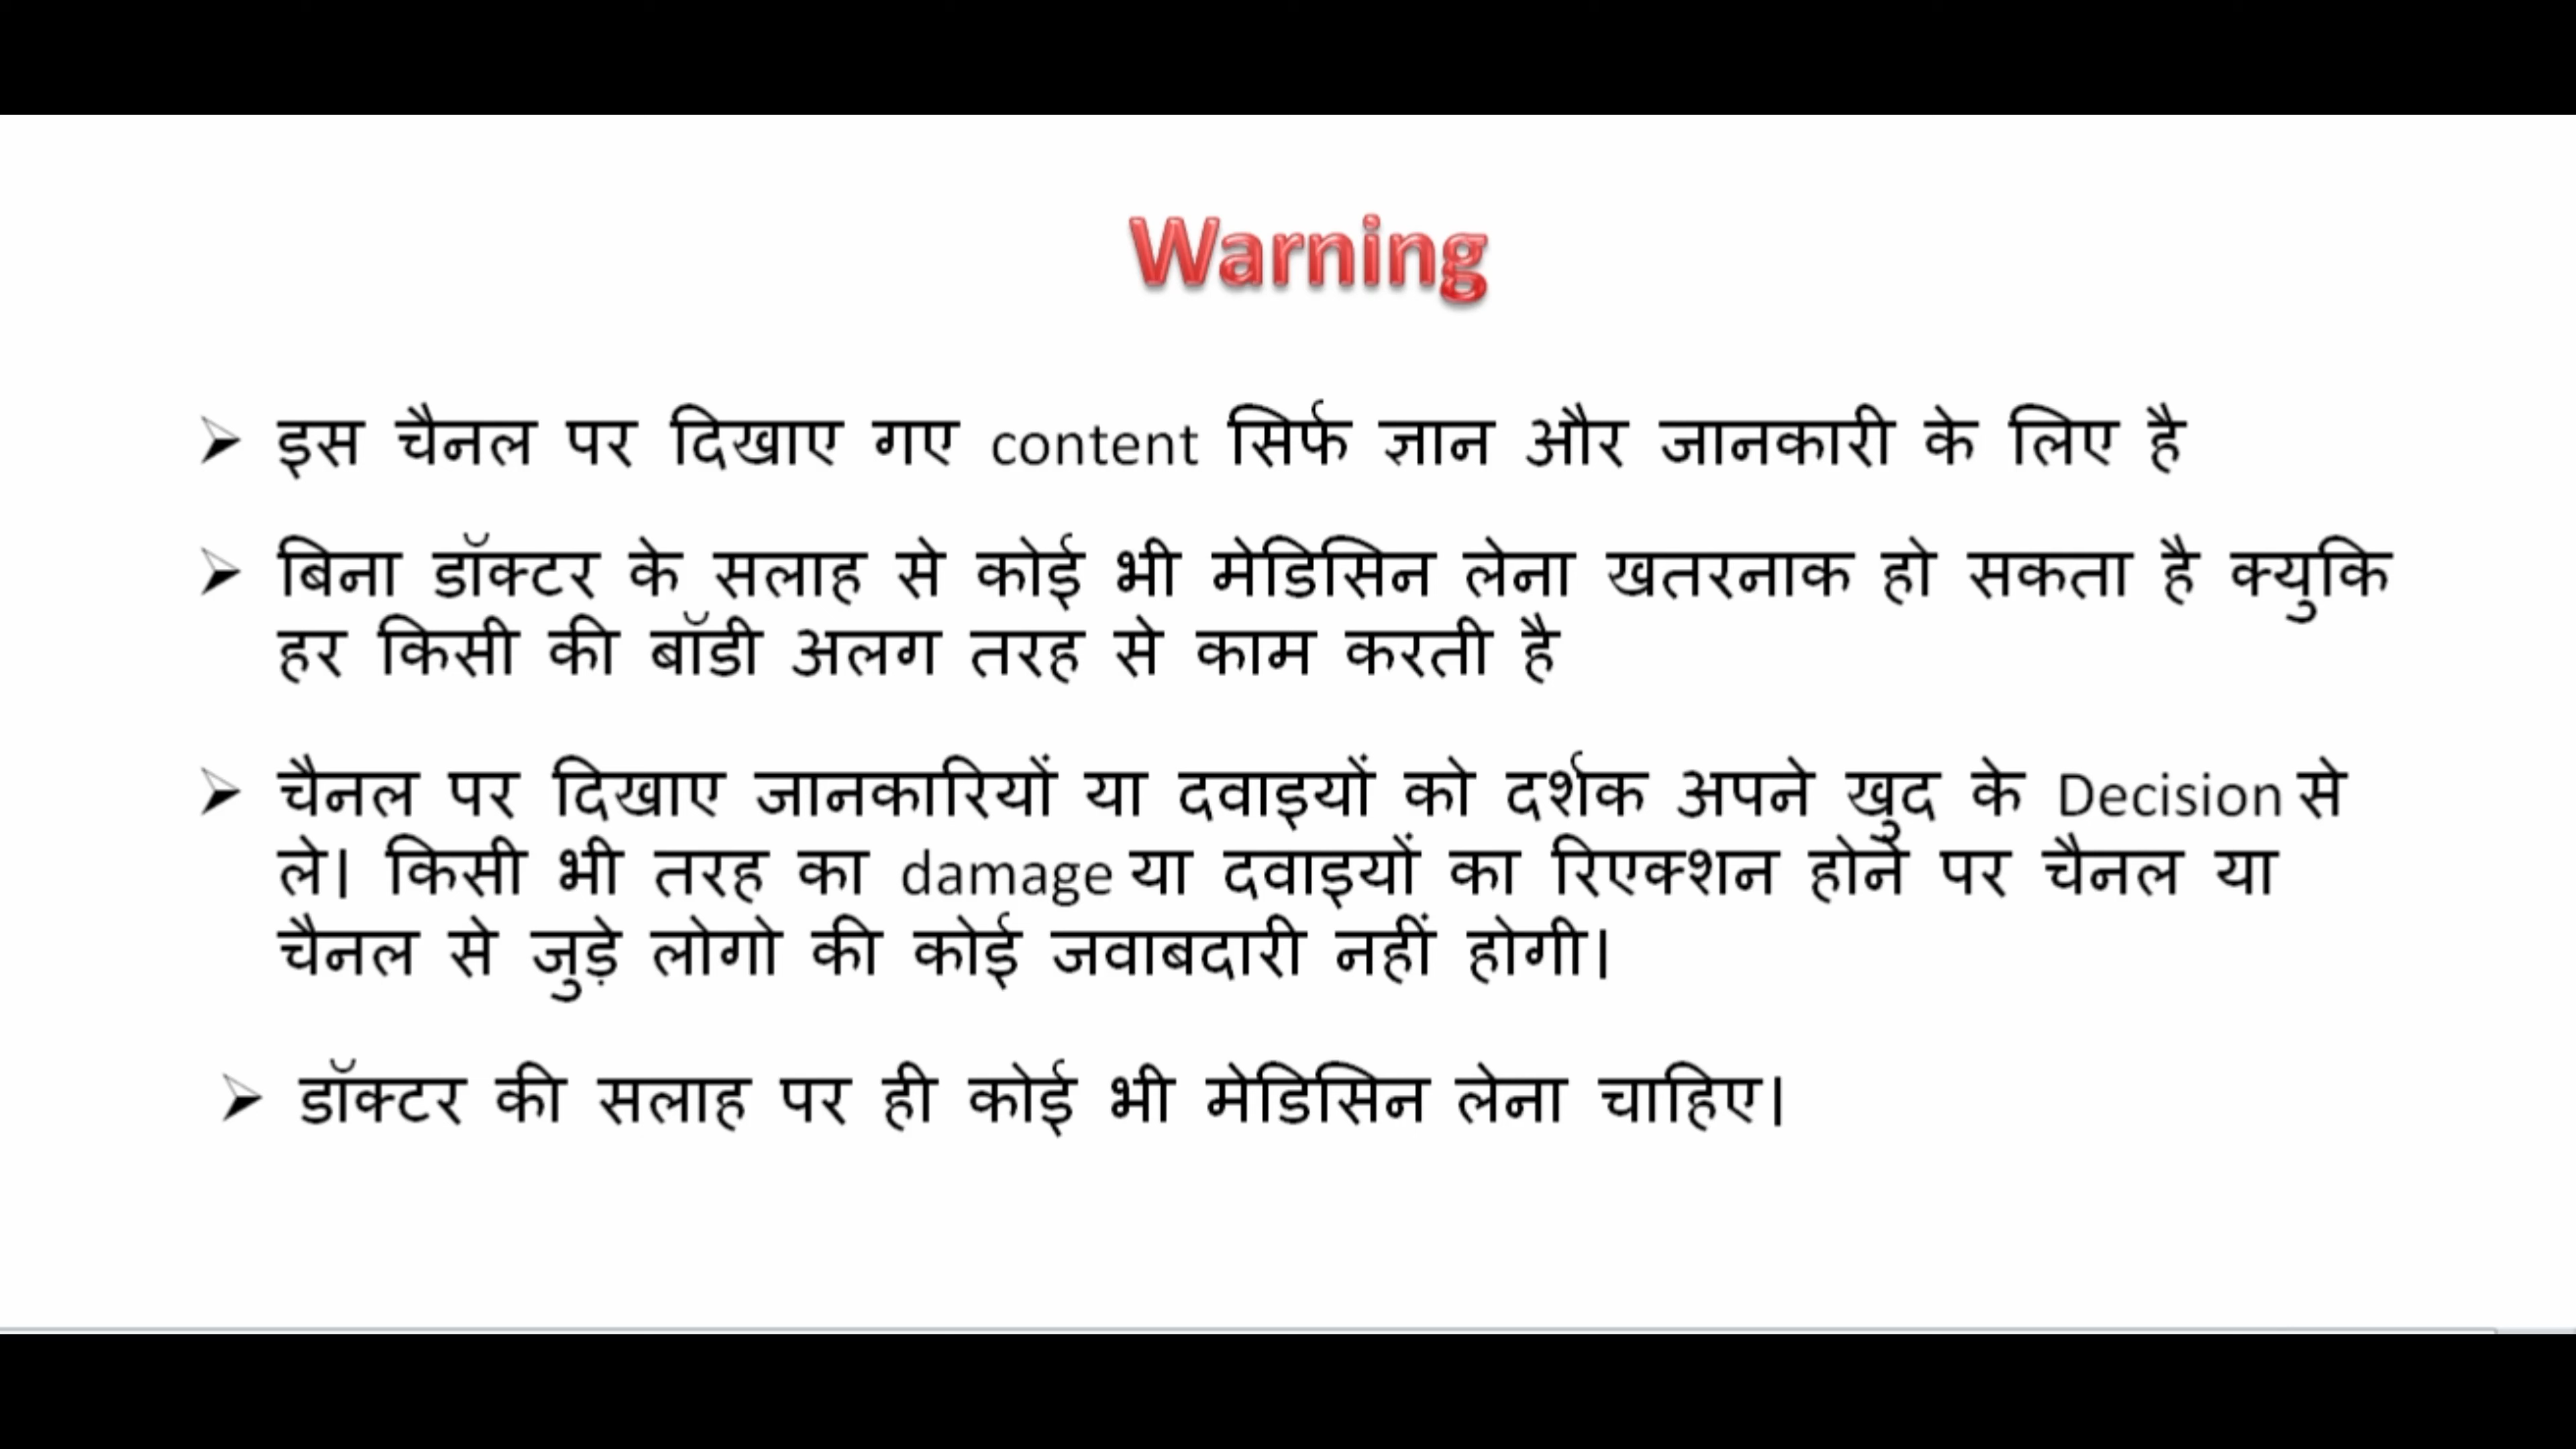 Warning
➢ इस चैनल पर दिखाए गए content सिर्फ ज्ञान और जानकारी के लिए है
➢ बिना डॉक्टर के सलाह से कोई भी मेडिसिन लेना खतरनाक हो सकता है क्युकि
हर किसी की बॉडी अलग तरह से काम करती है
➢ चैनल पर दिखाए जानकारियों या दवाइयों को दर्शक अपने खुद के Decision से
ले। किसी भी तरह का damage या दवाइयों का रिएक्शन होने पर चैनल या
चैनल से जुड़े लोगो की कोई जवाबदारी नहीं होगी।
➢ डॉक्टर की सलाह पर ही कोई भी मेडिसिन लेना चाहिए।